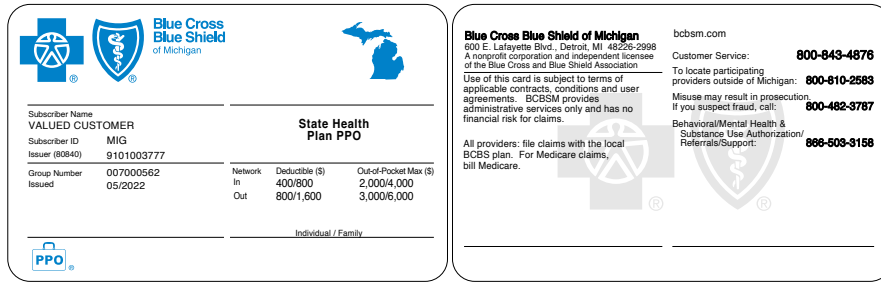 Blue Cross
Blue Shield
of Michigan
®
®
Subscriber Name
VALUED CUSTOMER
Subscriber ID MIG
Issuer (80840) 9101003777
State Health
Plan PPO
Group Number 007000562
Issued 05/2022
Network Deductible ($) Out-of-Pocket Max ($)
In 400/800 2,000/4,000
Out 800/1,600 3,000/6,000
Individual / Family
PPO ®
Blue Cross Blue Shield of Michigan
600 E. Lafayette Blvd., Detroit, MI 48226-2998
A nonprofit corporation and independent licensee
of the Blue Cross and Blue Shield Association
Use of this card is subject to terms of
applicable contracts, conditions and user
agreements. BCBSM provides
administrative services only and has no
financial risk for claims.
All providers: file claims with the local
BCBS plan. For Medicare claims,
bill Medicare.
bcbsm.com
Customer Service: 800-843-4876
To locate participating
providers outside of Michigan: 800-810-2583
Misuse may result in prosecution.
If you suspect fraud, call: 800-482-3787
Behavioral/Mental Health &
Substance Use Authorization/
Referrals/Support: 866-503-3158
®
®